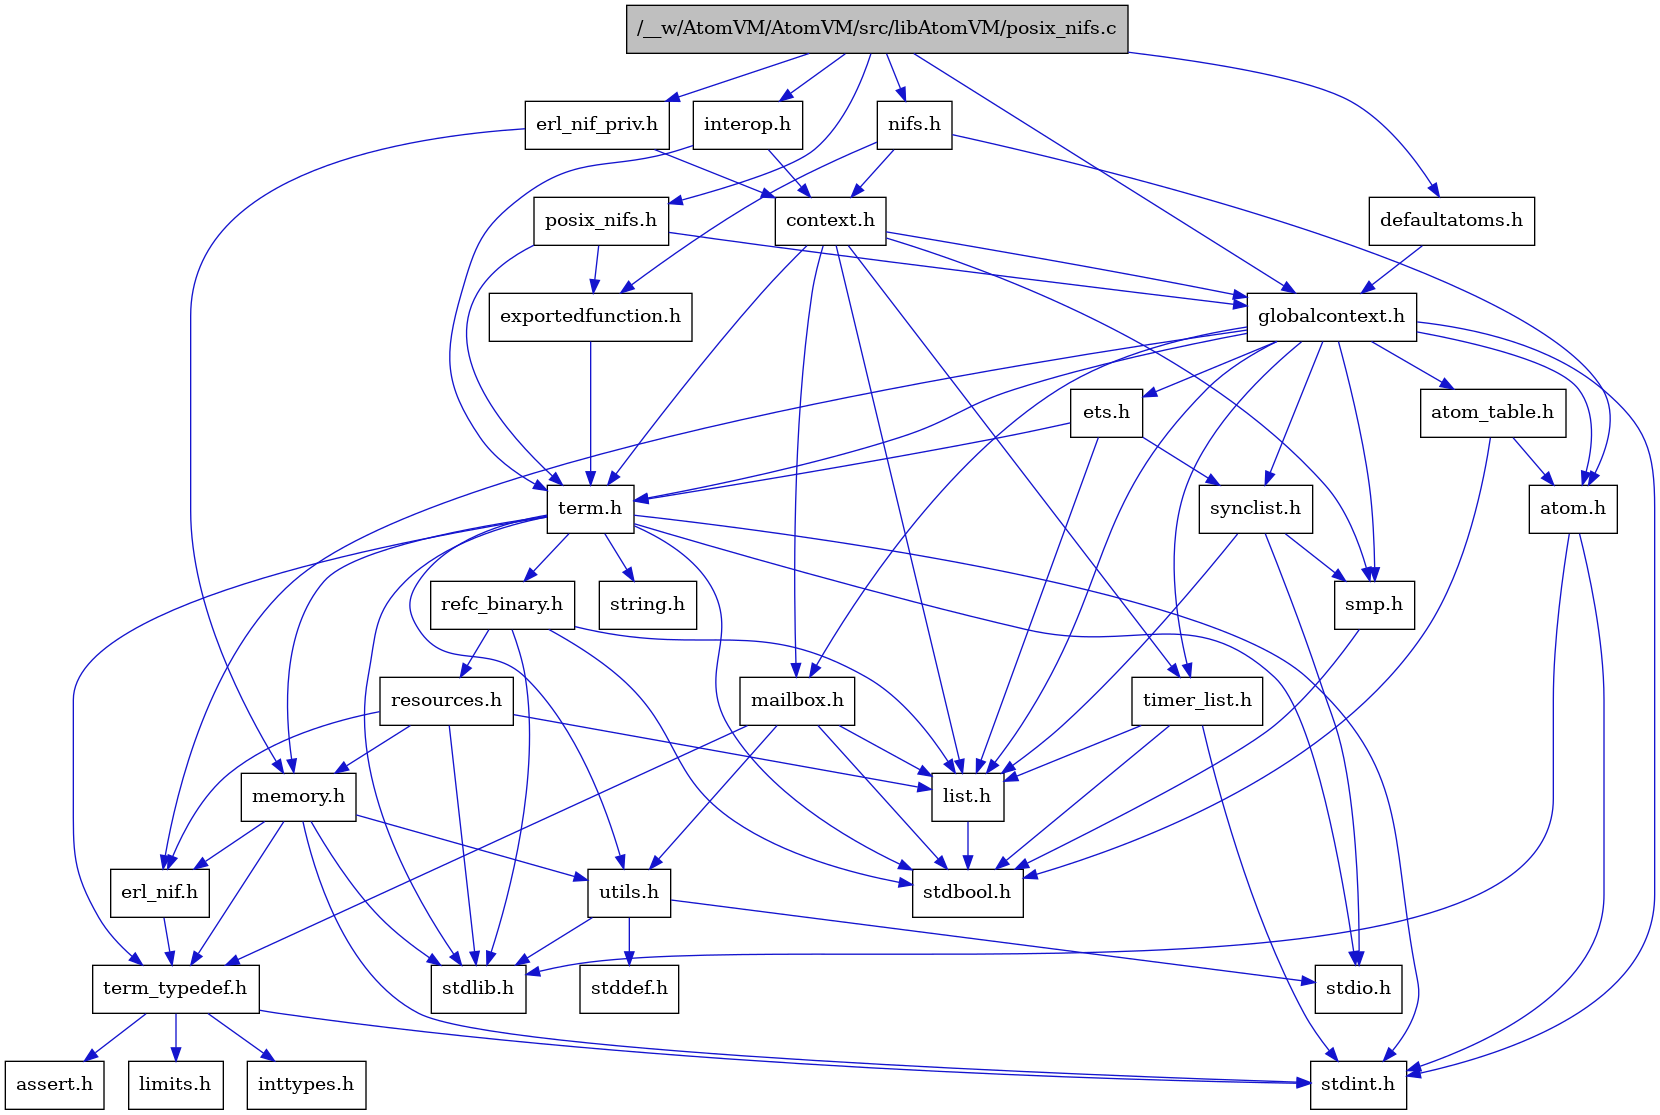 /__w/AtomVM/AtomVM/src/libAtomVM/posix_nifs.c
erl_nif_priv.h
interop.h
nifs.h
posix_nifs.h
context.h
defaultatoms.h
exportedfunction.h
globalcontext.h
ets.h
atom_table.h
term.h
synclist.h
atom.h
refc_binary.h
string.h
smp.h
resources.h
mailbox.h
timer_list.h
memory.h
list.h
erl_nif.h
utils.h
stdbool.h
term_typedef.h
stdlib.h
stddef.h
stdio.h
assert.h
limits.h
inttypes.h
stdint.h